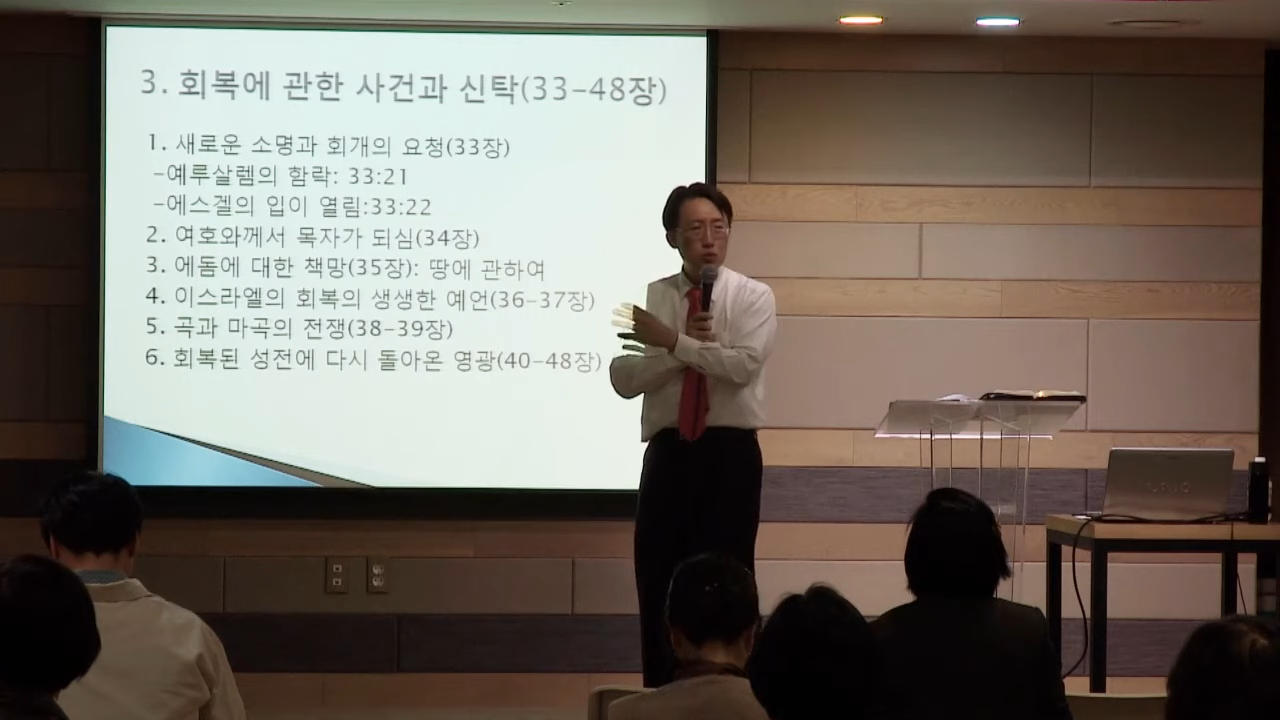 3. 회복에 관한 사건과 신탁(33-48장)
1. 새로운 소명과 회개의 요청(33장)
-예루살렘의 함락: 33:21
-에스겔의 입이 열림:33:22
2. 여호와께서 목자가 되심(34장)
3. 에돔에 대한 책망(35장): 땅에 관하여
4. 이스라엘의 회복의 생생한 예언(36-37장)
5. 곡과 마곡의 전쟁(38-39장)
6. 회복된 성전에 다시 돌아온 영광(40-48장)